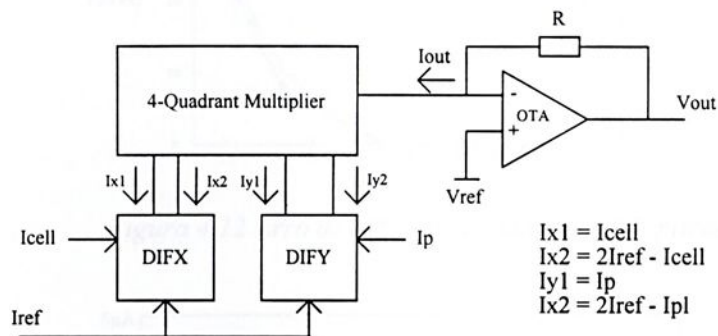 R
Iout
4-Quadrant Multiplier
-
OTA
+
Vout
Vref
Ix1
Ix2
Iy1
Iy2
Icell
DIFX
DIFY
Ip
Iref
Ix1 = Icell
Ix2 = 2Iref - Icell
Iy1 = Ip
Ix2 = 2Iref - Ipl